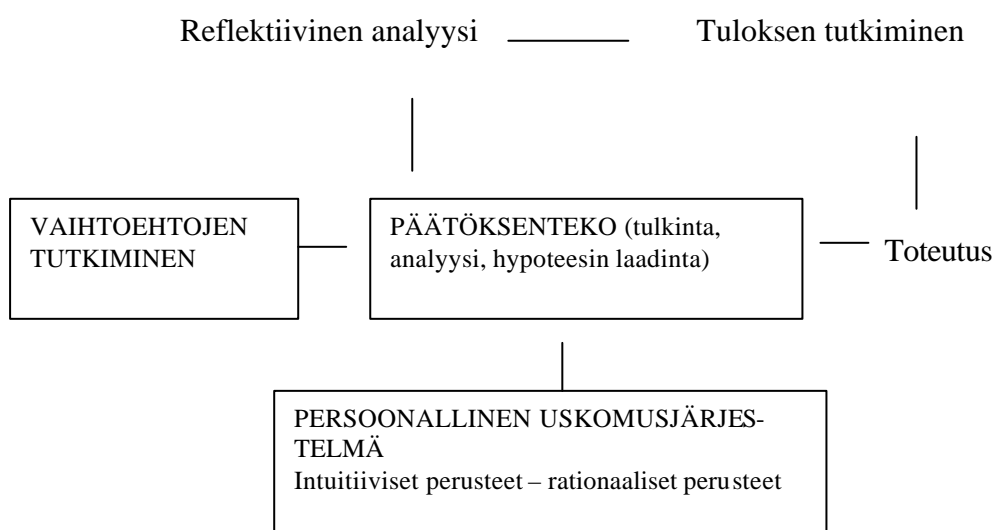 Reflektiivinen analyysi
Tuloksen tutkiminen
VAIHTOEHTOJEN
TUTKIMINEN
PÄÄTÖKSENTEKO (tulkinta,
analyysi, hypoteesin laadinta)
Toteutus
PERSOONALLINEN USKOMUSJÄRJES-
TELMÄ
Intuitiiviset perusteet – rationaaliset perusteet